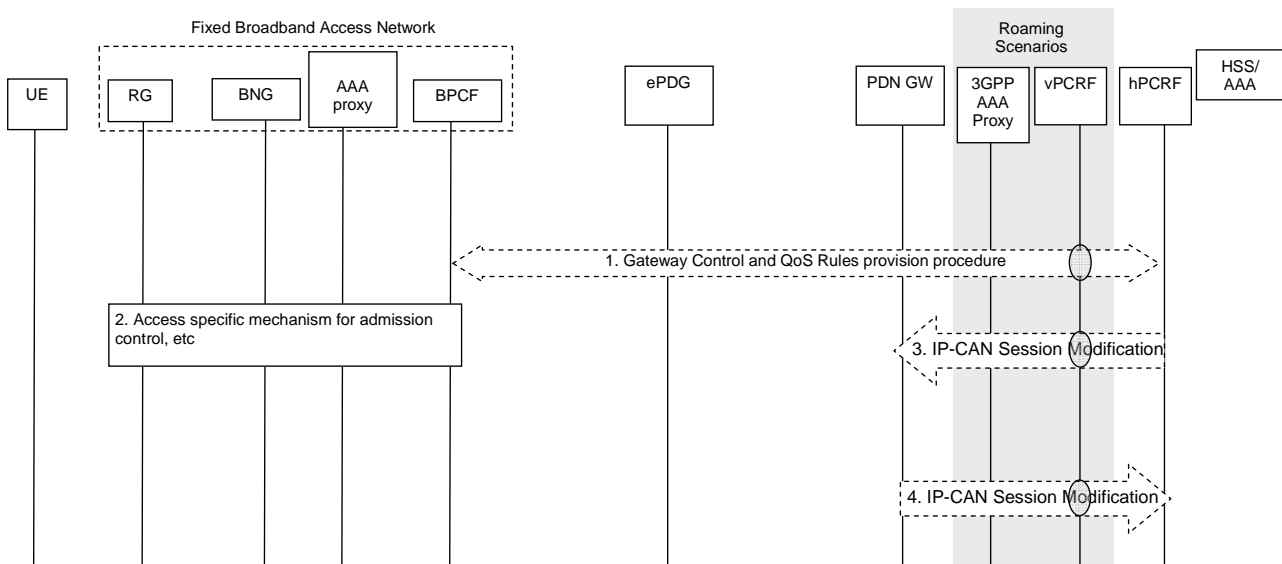 Fixed Broadband Access Network
Roaming
Scenarios
UE
RG
BNG
AAA
proxy
BPCF
ePDG
PDN GW
3GPP
AAA
Proxy
vPCRF
hPCRF
HSS/
AAA
1. Gateway Control and QoS Rules provision procedure
2. Access specific mechanism for admission
control, etc
3. IP-CAN Session Modification
4. IP-CAN Session Modification